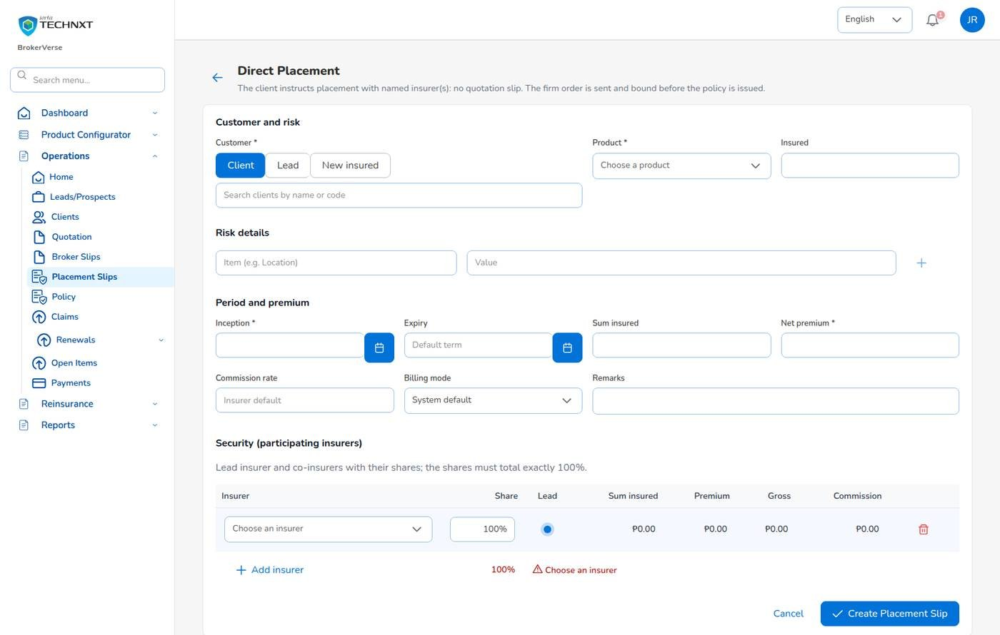 iorta
TECHNXT
BrokerVerse
Search menu...
Dashboard
Product Configurator
Operations
Home
Leads/Prospects
Clients
Quotation
Broker Slips
Placement Slips
Policy
Claims
Renewals
Open Items
Payments
Reinsurance
Reports
English
1
JR
Direct Placement
The client instructs placement with named insurer(s): no quotation slip. The firm order is sent and bound before the policy is issued.
Customer and risk
Customer * Product * Insured
Client Lead New insured Choose a product
Search clients by name or code
Risk details
Item (e.g. Location) Value
Period and premium
Inception * Expiry Sum insured Net premium *
Default term
Commission rate Billing mode Remarks
Insurer default System default
Security (participating insurers)
Lead insurer and co-insurers with their shares; the shares must total exactly 100%.
Insurer Share Lead Sum insured Premium Gross Commission
Choose an insurer 100% ₱0.00 ₱0.00 ₱0.00 ₱0.00
Add insurer 100% Choose an insurer
Cancel Create Placement Slip